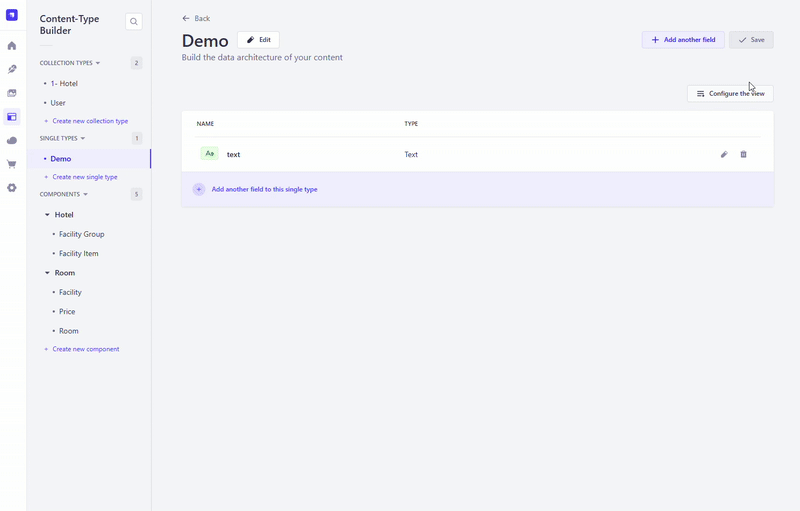 Content-Type
Builder
COLLECTION TYPES
2
1- Hotel
User
+ Create new collection type
SINGLE TYPES
1
Demo
+ Create new single type
COMPONENTS
5
Hotel
Facility Group
Facility Item
Room
Facility
Price
Room
+ Create new component
Back
Demo
Edit
Build the data architecture of your content
Add another field
Save
Configure the view
NAME
TYPE
Aa
text
Text
Add another field to this single type